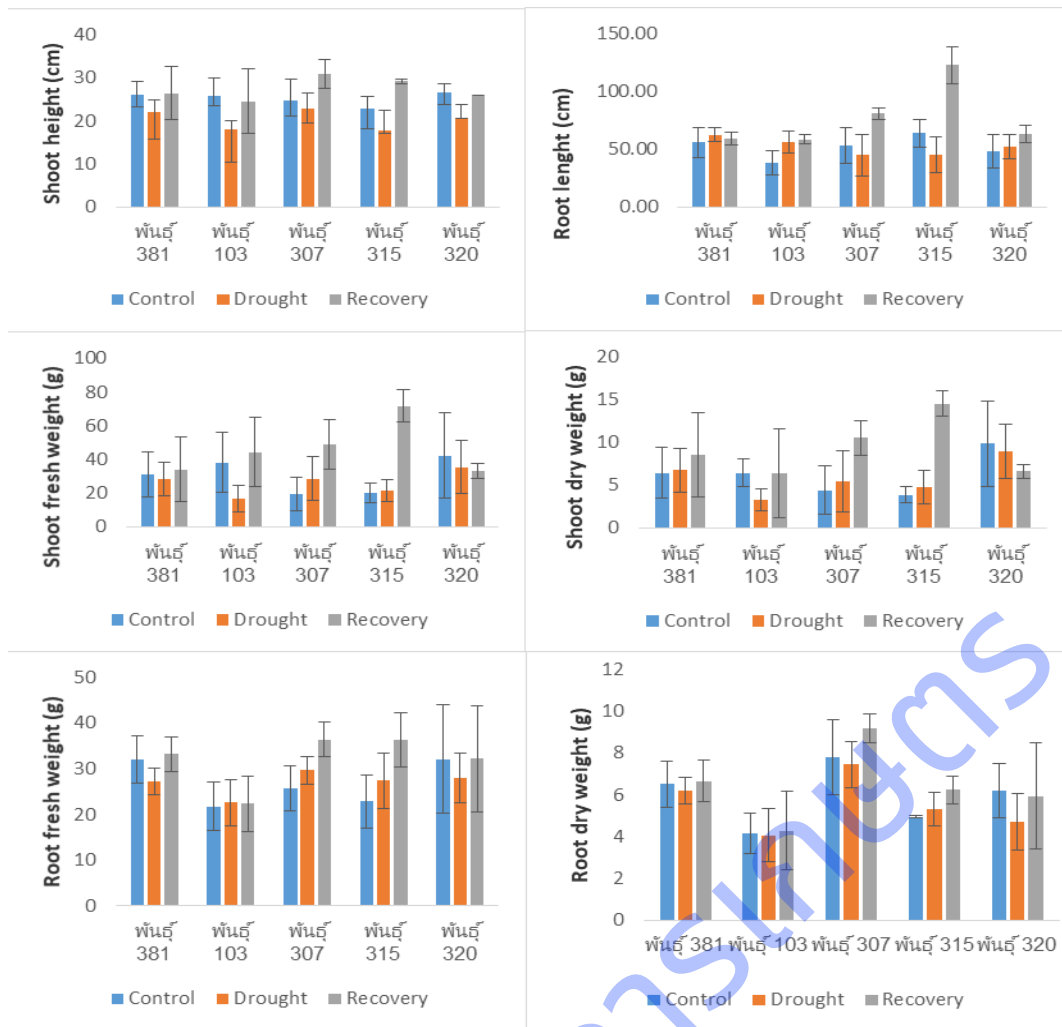 Shoot height (cm)
40
30
20
10
0
พันธุ์ พันธุ์ พันธุ์ พันธุ์ พันธุ์
381 103 307 315 320
Control Drought Recovery
Root lenght (cm)
150.00
100.00
50.00
0.00
พันธุ์ พันธุ์ พันธุ์ พันธุ์ พันธุ์
381 103 307 315 320
Control Drought Recovery
Shoot fresh weight (g)
100
80
60
40
20
0
พันธุ์ พันธุ์ พันธุ์ พันธุ์ พันธุ์
381 103 307 315 320
Control Drought Recovery
Shoot dry weight (g)
20
15
10
5
0
พันธุ์ พันธุ์ พันธุ์ พันธุ์ พันธุ์
381 103 307 315 320
Control Drought Recovery
Root fresh weight (g)
50
40
30
20
10
0
พันธุ์ พันธุ์ พันธุ์ พันธุ์ พันธุ์
381 103 307 315 320
Control Drought Recovery
Root dry weight (g)
12
10
8
6
4
2
0
พันธุ์ 381 พันธุ์ 103 พันธุ์ 307 พันธุ์ 315 พันธุ์ 320
Control Drought Recovery